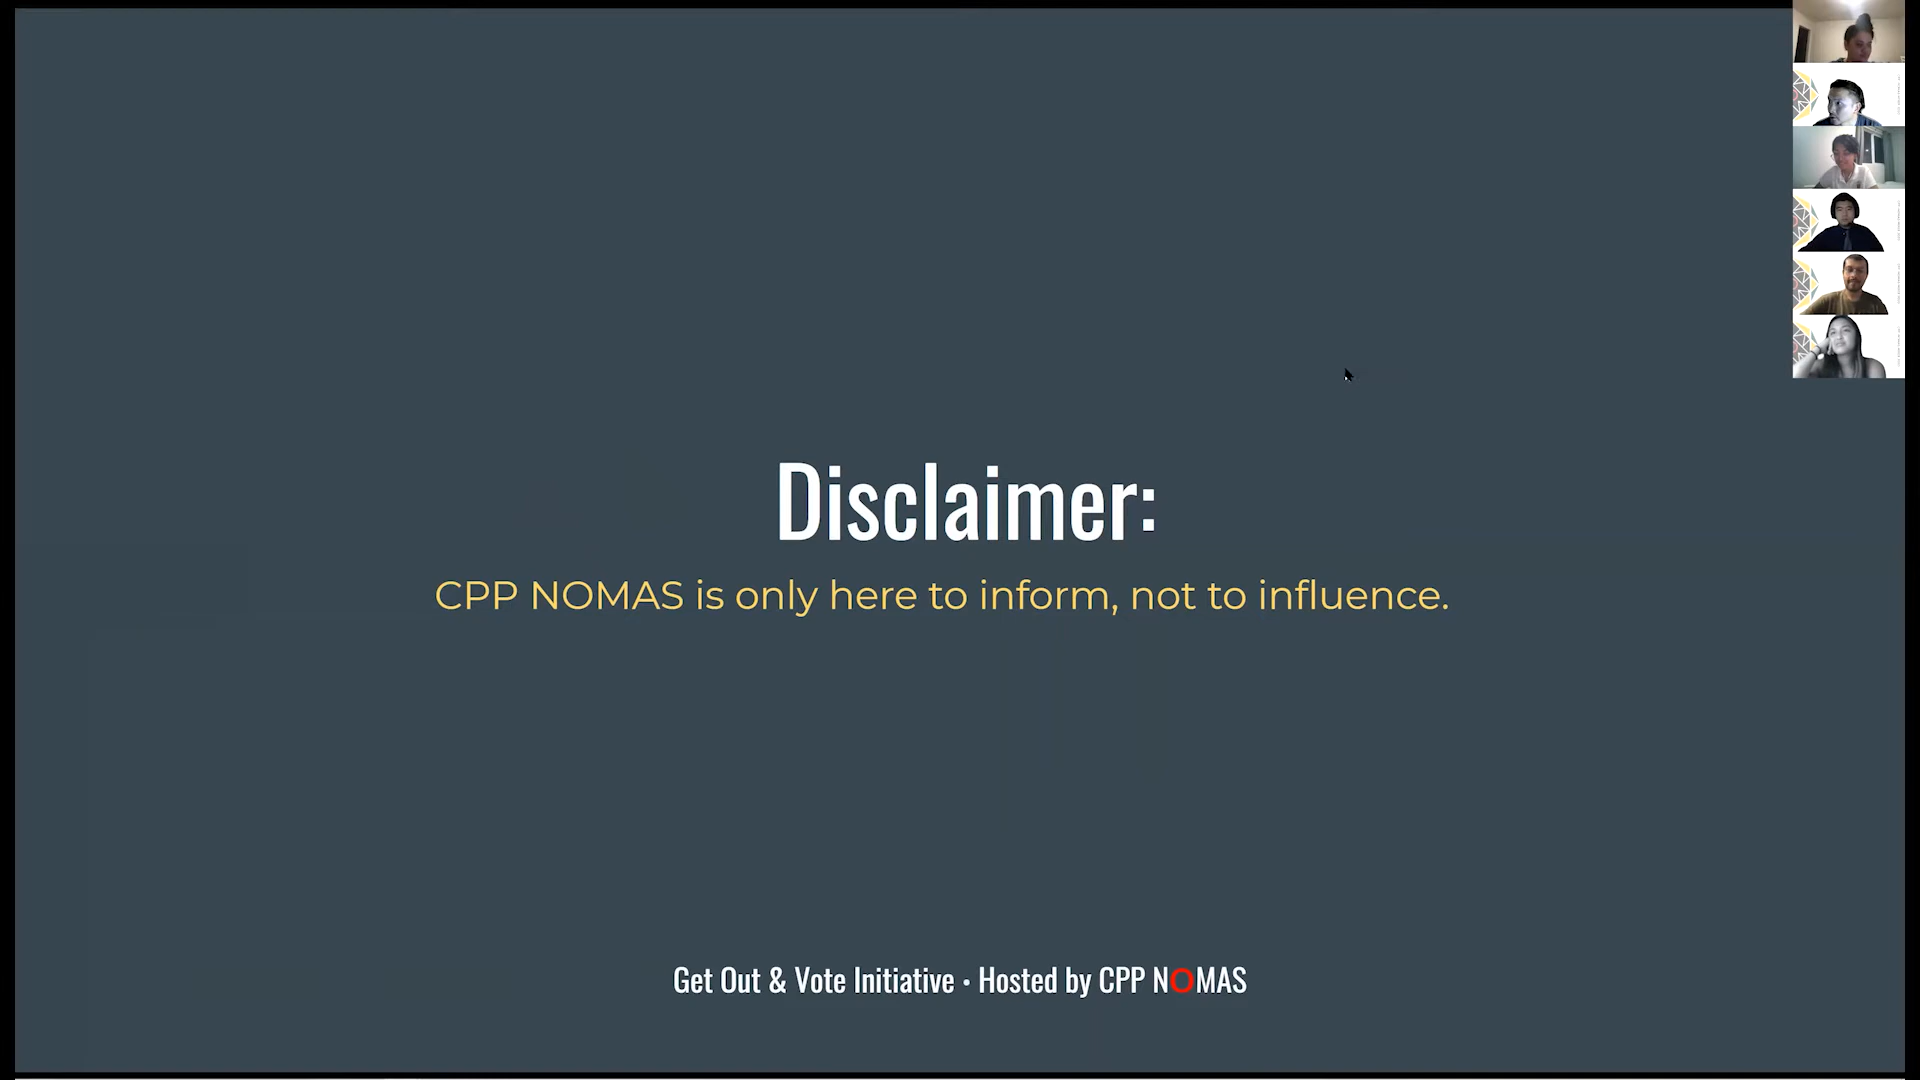 Disclaimer:
CPP NOMAS is only here to inform, not to influence.
Get Out & Vote Initiative • Hosted by CPP NOMAS